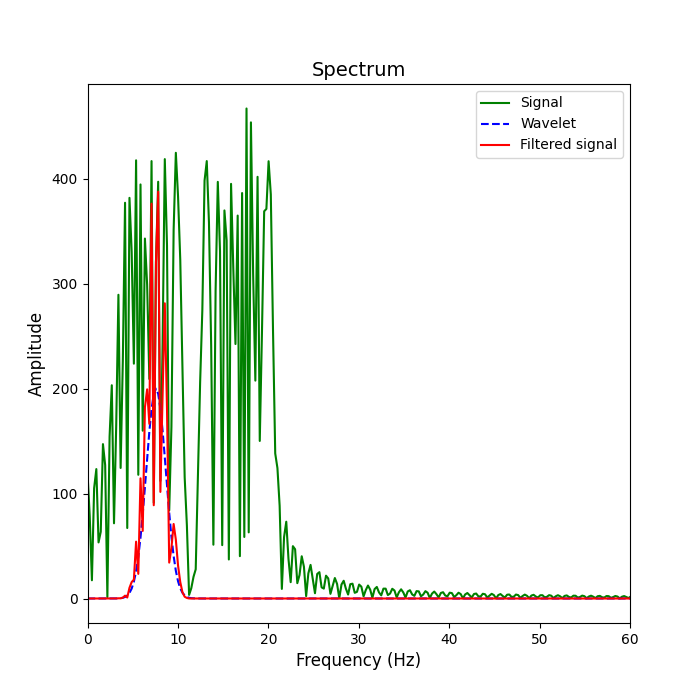 Spectrum
Signal
Wavelet
Filtered signal
400
300
200
100
0
Amplitude
0 10 20 30 40 50 60
Frequency (Hz)